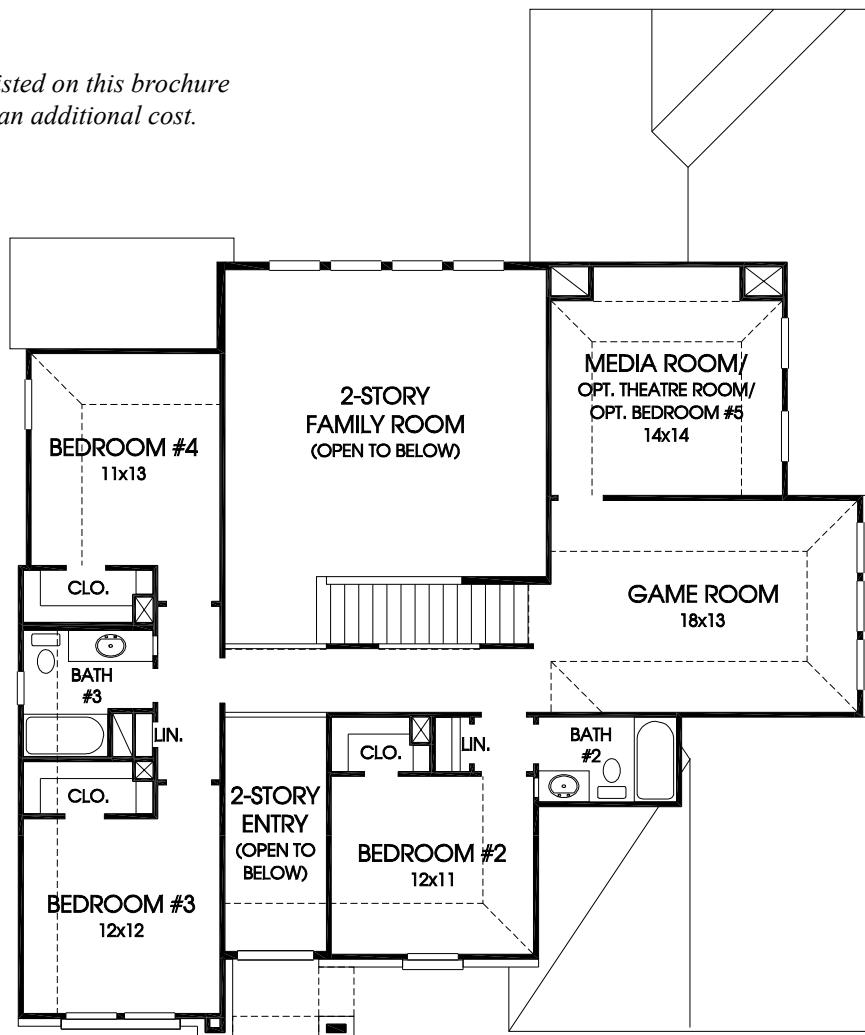 isted on this brochure
an additional cost.
2-STORY
FAMILY ROOM
(OPEN TO BELOW)
MEDIA ROOM/
OPT. THEATRE ROOM/
OPT. BEDROOM #5
14x14
BEDROOM #4
11x13
CLO.
GAME ROOM
18x13
BATH
#3
LIN.
CLO.
BEDROOM #3
12x12
2-STORY
ENTRY
(OPEN TO
BELOW)
CLO.
LIN.
BATH
#2
BEDROOM #2
12x11